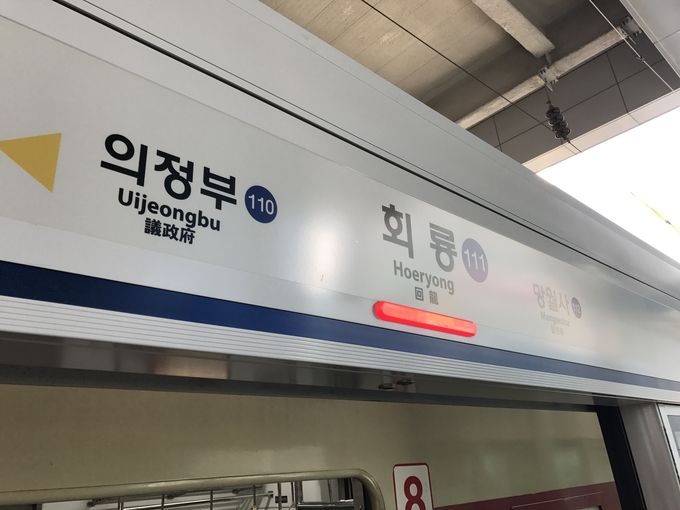 의정부 110
Uijeongbu
議政府
회룡 111
Hoeryong
回龍
망월사
8